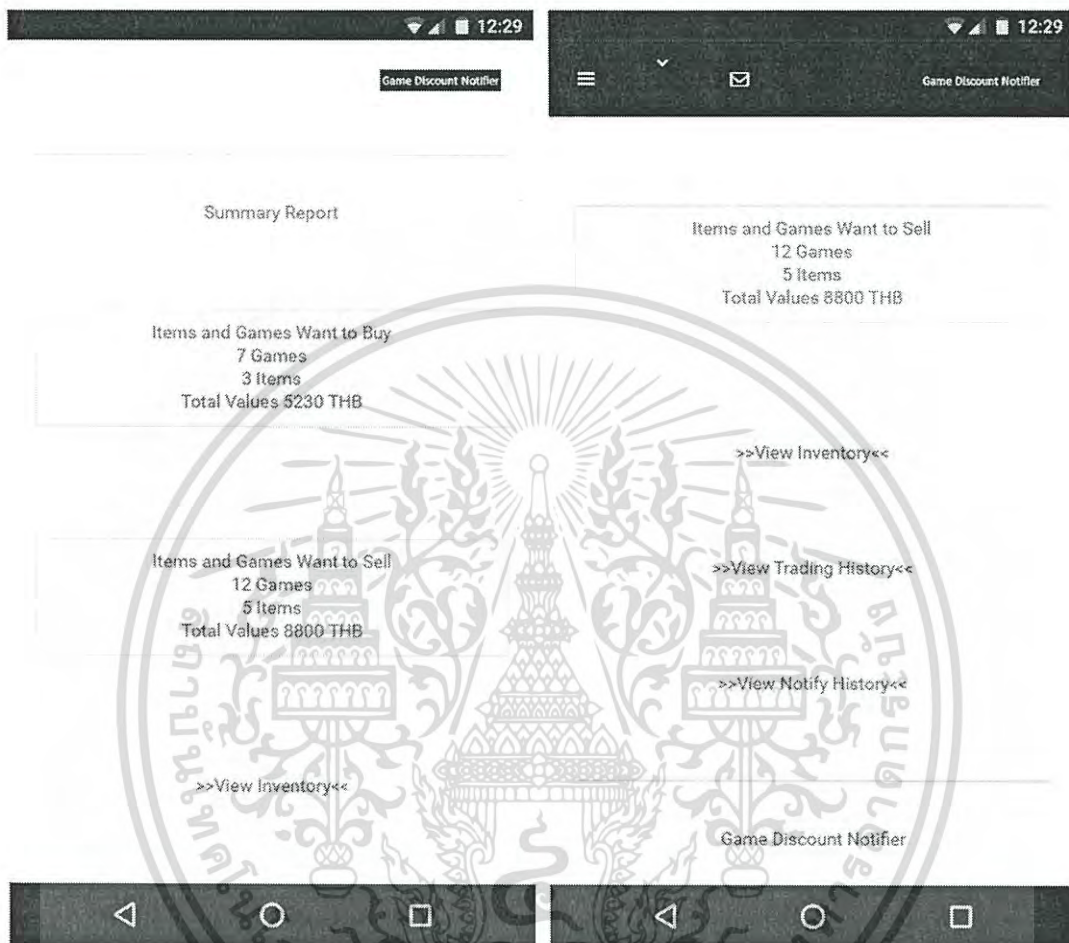 12:29
Game Discount Notifier
Summary Report
Items and Games Want to Buy
7 Games
3 Items
Total Values 5230 THB
Items and Games Want to Sell
12 Games
5 Items
Total Values 8800 THB
>>View Inventory<<
12:29
Game Discount Notifier
Items and Games Want to Sell
12 Games
5 Items
Total Values 8800 THB
>>View Inventory<<
>>View Trading History<<
>>View Notify History<<
Game Discount Notifier